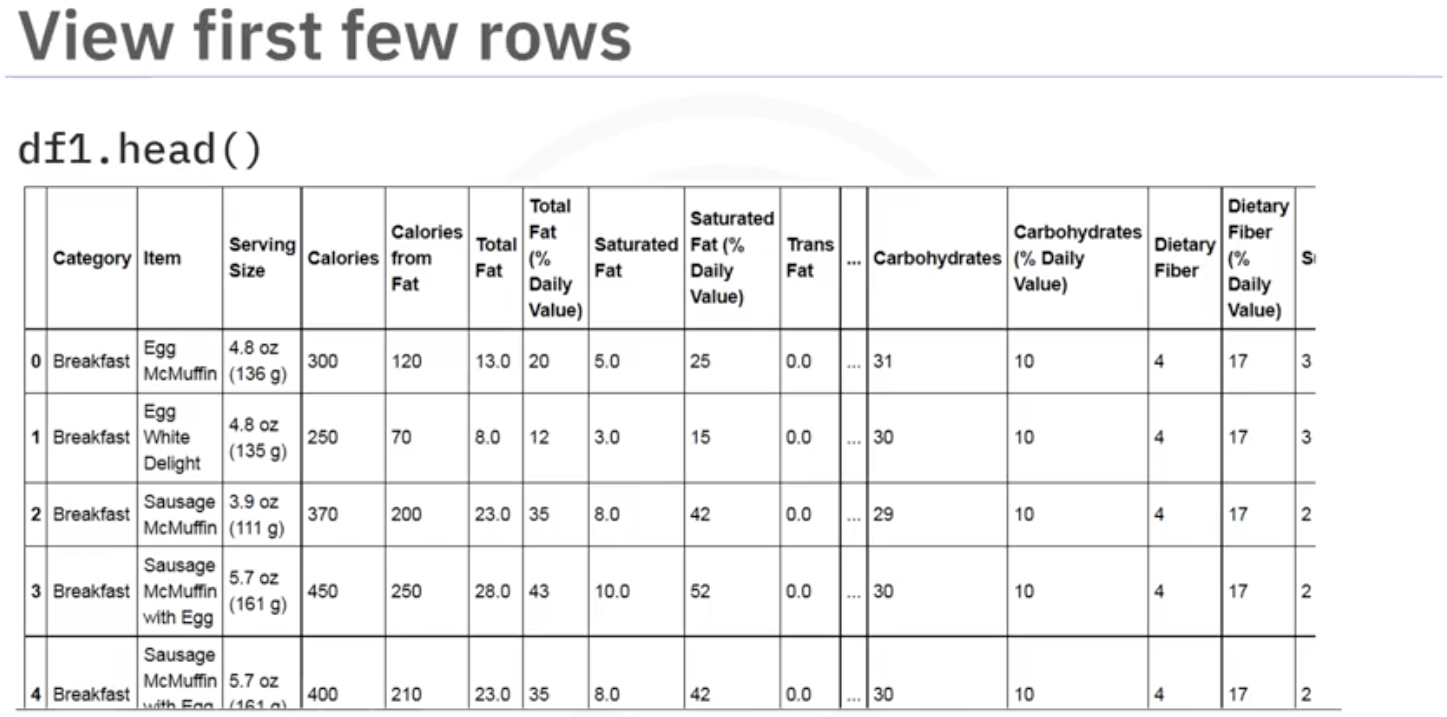 View first few rows
df1.head()
Category Item Serving Size Calories Calories from Fat Total Fat Total Fat (% Daily Value) Saturated Fat Saturated Fat (% Daily Value) Trans Fat ... Carbohydrates Carbohydrates (% Daily Value) Dietary Fiber Dietary Fiber (% Daily Value)
0 Breakfast Egg McMuffin 4.8 oz (136 g) 300 120 13.0 20 5.0 25 0.0 ... 31 10 4 17 3
1 Breakfast Egg White Delight 4.8 oz (135 g) 250 70 8.0 12 3.0 15 0.0 ... 30 10 4 17 3
2 Breakfast Sausage McMuffin 3.9 oz (111 g) 370 200 23.0 35 8.0 42 0.0 ... 29 10 4 17 2
3 Breakfast Sausage McMuffin with Egg 5.7 oz (161 g) 450 250 28.0 43 10.0 52 0.0 ... 30 10 4 17 2
4 Breakfast Sausage McMuffin with Egg 5.7 oz (161 g) 400 210 23.0 35 8.0 42 0.0 ... 30 10 4 17 2